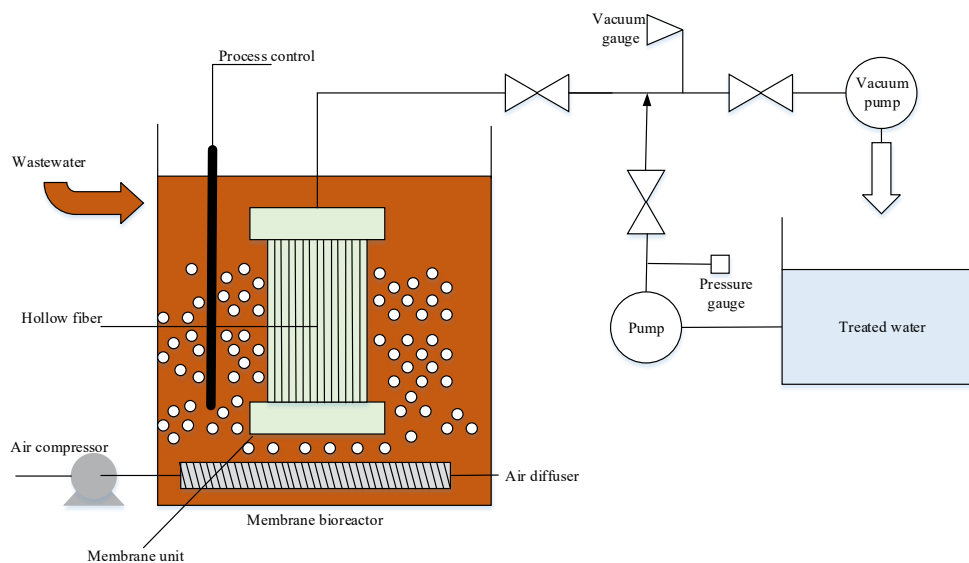 Vacuum
gauge
Process control
Vacuum
pump
Wastewater
Pressure
gauge
Hollow fiber
Pump
Treated water
Air compressor
Air diffuser
Membrane bioreactor
Membrane unit